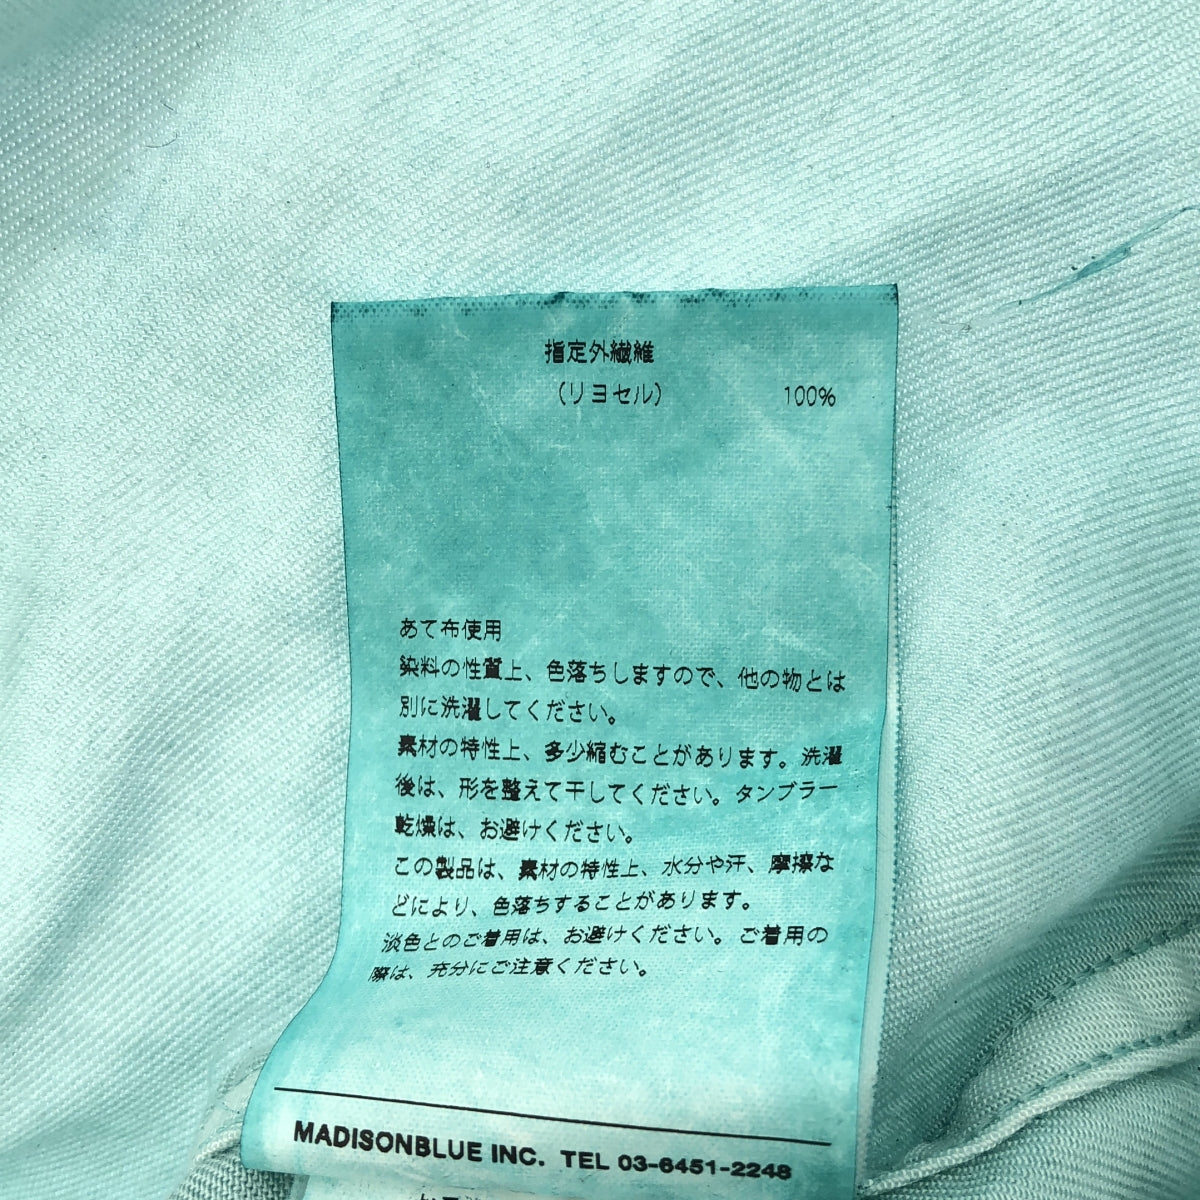 指定外繊維
（リヨセル） 100%
あて布使用
染料の性質上、色落ちしますので、他の物とは
別に洗濯してください。
素材の特性上、多少縮むことがあります。洗濯
後は、形を整えて干してください。タンブラー
乾燥は、お避けください。
この製品は、素材の特性上、水分や汗、摩擦な
どにより、色落ちすることがあります。
淡色とのご着用は、お避けください。ご着用の
際は、充分にご注意ください。
MADISONBLUE INC. TEL 03-6451-2248